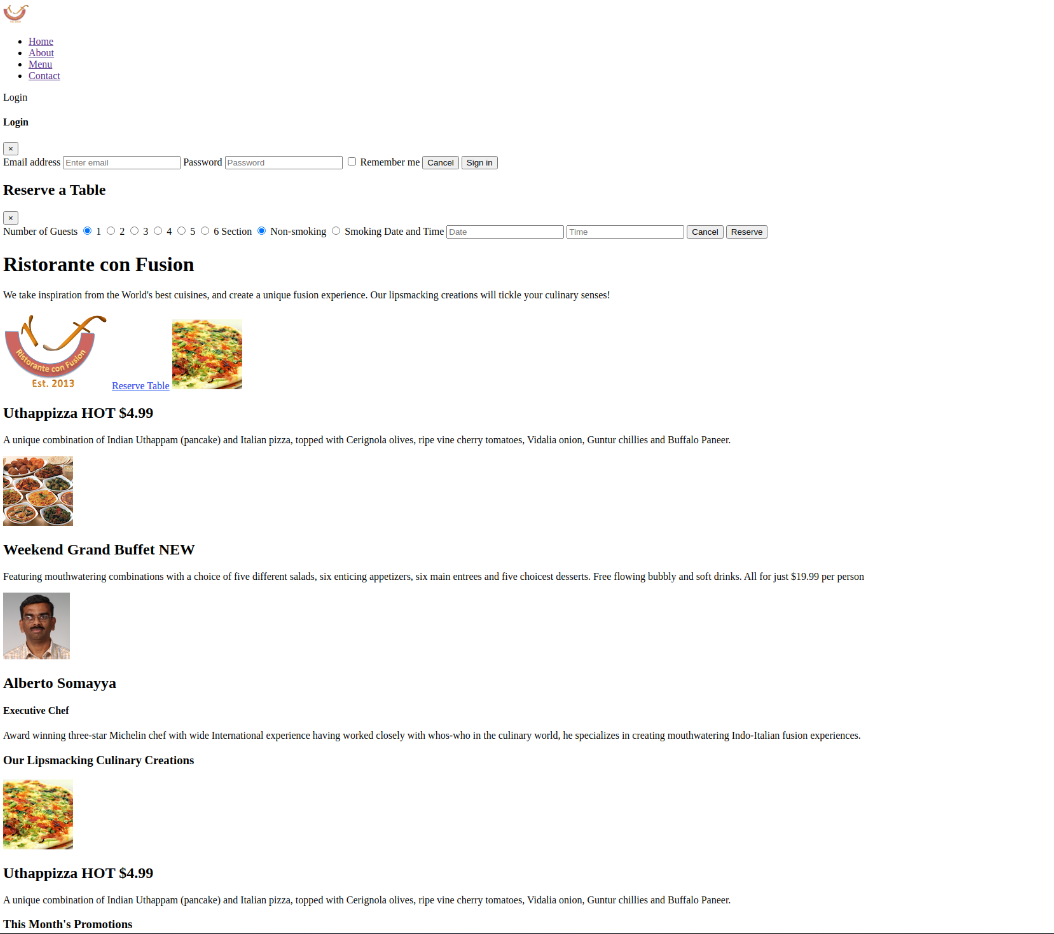 Home
About
Menu
Contact
Login
Login
×
Email address Enter email Password Password Remember me Cancel Sign in
Reserve a Table
×
Number of Guests 1 2 3 4 5 6 Section Non-smoking Smoking Date and Time Date Time Cancel Reserve
Ristorante con Fusion
We take inspiration from the World's best cuisines, and create a unique fusion experience. Our lipsmacking creations will tickle your culinary senses!
Ristorante con Fusion
Est. 2013
Reserve Table
Uthappizza HOT $4.99
A unique combination of Indian Uthappam (pancake) and Italian pizza, topped with Cerignola olives, ripe vine cherry tomatoes, Vidalia onion, Guntur chillies and Buffalo Paneer.
Weekend Grand Buffet NEW
Featuring mouthwatering combinations with a choice of five different salads, six enticing appetizers, six main entrees and five choicest desserts. Free flowing bubbly and soft drinks. All for just $19.99 per person
Alberto Somayya
Executive Chef
Award winning three-star Michelin chef with wide International experience having worked closely with whos-who in the culinary world, he specializes in creating mouthwatering Indo-Italian fusion experiences.
Our Lipsmacking Culinary Creations
Uthappizza HOT $4.99
A unique combination of Indian Uthappam (pancake) and Italian pizza, topped with Cerignola olives, ripe vine cherry tomatoes, Vidalia onion, Guntur chillies and Buffalo Paneer.
This Month's Promotions